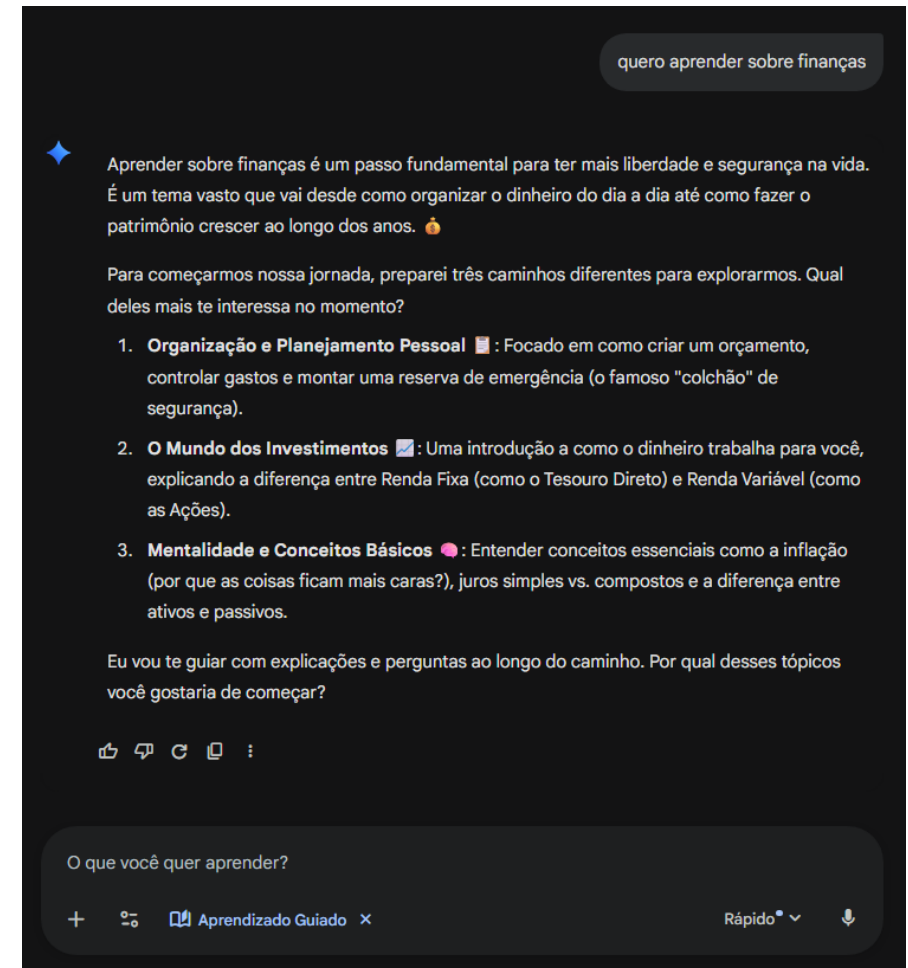 quero aprender sobre finanças
Aprender sobre finanças é um passo fundamental para ter mais liberdade e segurança na vida.
É um tema vasto que vai desde como organizar o dinheiro do dia a dia até como fazer o
patrimônio crescer ao longo dos anos. 💰
Para começarmos nossa jornada, preparei três caminhos diferentes para explorarmos. Qual
deles mais te interessa no momento?
1. Organização e Planejamento Pessoal 📋: Focado em como criar um orçamento,
controlar gastos e montar uma reserva de emergência (o famoso "colchão" de
segurança).
2. O Mundo dos Investimentos 📈: Uma introdução a como o dinheiro trabalha para você,
explicando a diferença entre Renda Fixa (como o Tesouro Direto) e Renda Variável (como
as Ações).
3. Mentalidade e Conceitos Básicos 🧠: Entender conceitos essenciais como a inflação
(por que as coisas ficam mais caras?), juros simples vs. compostos e a diferença entre
ativos e passivos.
Eu vou te guiar com explicações e perguntas ao longo do caminho. Por qual desses tópicos
você gostaria de começar?
O que você quer aprender?
Aprendizado Guiado ×
Rápido